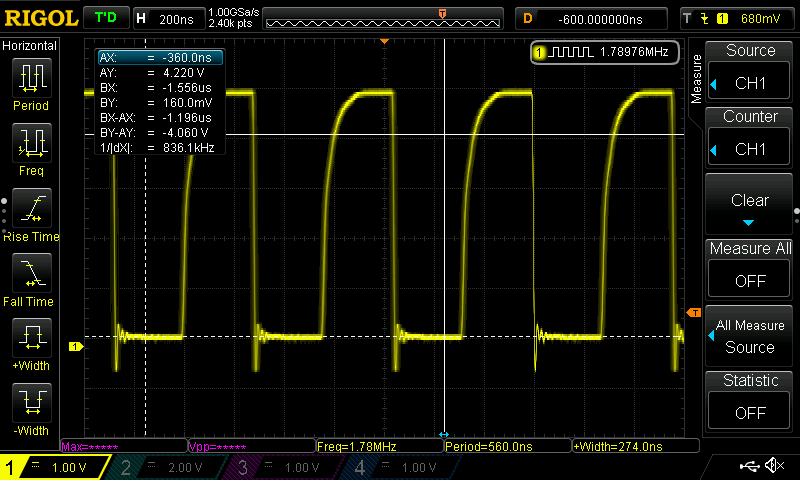 RIGOL T'D H 200ns 1.00GSa/s 2.40k pts T D -600.000000ns T 1 680mV
Horizontal
Period
Freq
Rise Time
Fall Time
+Width
-Width
AX: = -360.0ns
AY: = 4.220 V
BX: = -1.556us
BY: = 160.0mV
BX-AX: = -1.196us
BY-AY: = -4.060 V
1/|dX|: = 836.1kHz
1 1.78976MHz
1
T
Measure
Source
CH1
Counter
CH1
Clear
Measure All
OFF
All Measure
Source
Statistic
OFF
Max=***** Vpp=***** Freq=1.78MHz Period=560.0ns +Width=274.0ns
1 = 1.00 V 2 = 2.00 V 3 = 1.00 V 4 = 1.00 V